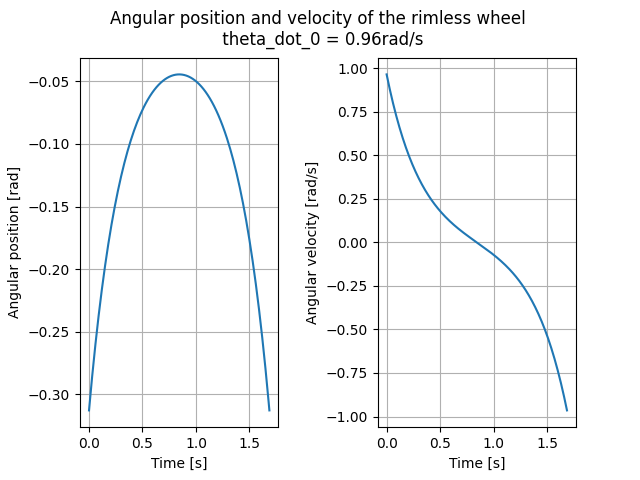 Angular position and velocity of the rimless wheel
theta_dot_0 = 0.96rad/s
Angular position [rad]
−0.05
−0.10
−0.15
−0.20
−0.25
−0.30
0.0 0.5 1.0 1.5
Time [s]
Angular velocity [rad/s]
1.00
0.75
0.50
0.25
0.00
−0.25
−0.50
−0.75
−1.00
0.0 0.5 1.0 1.5
Time [s]